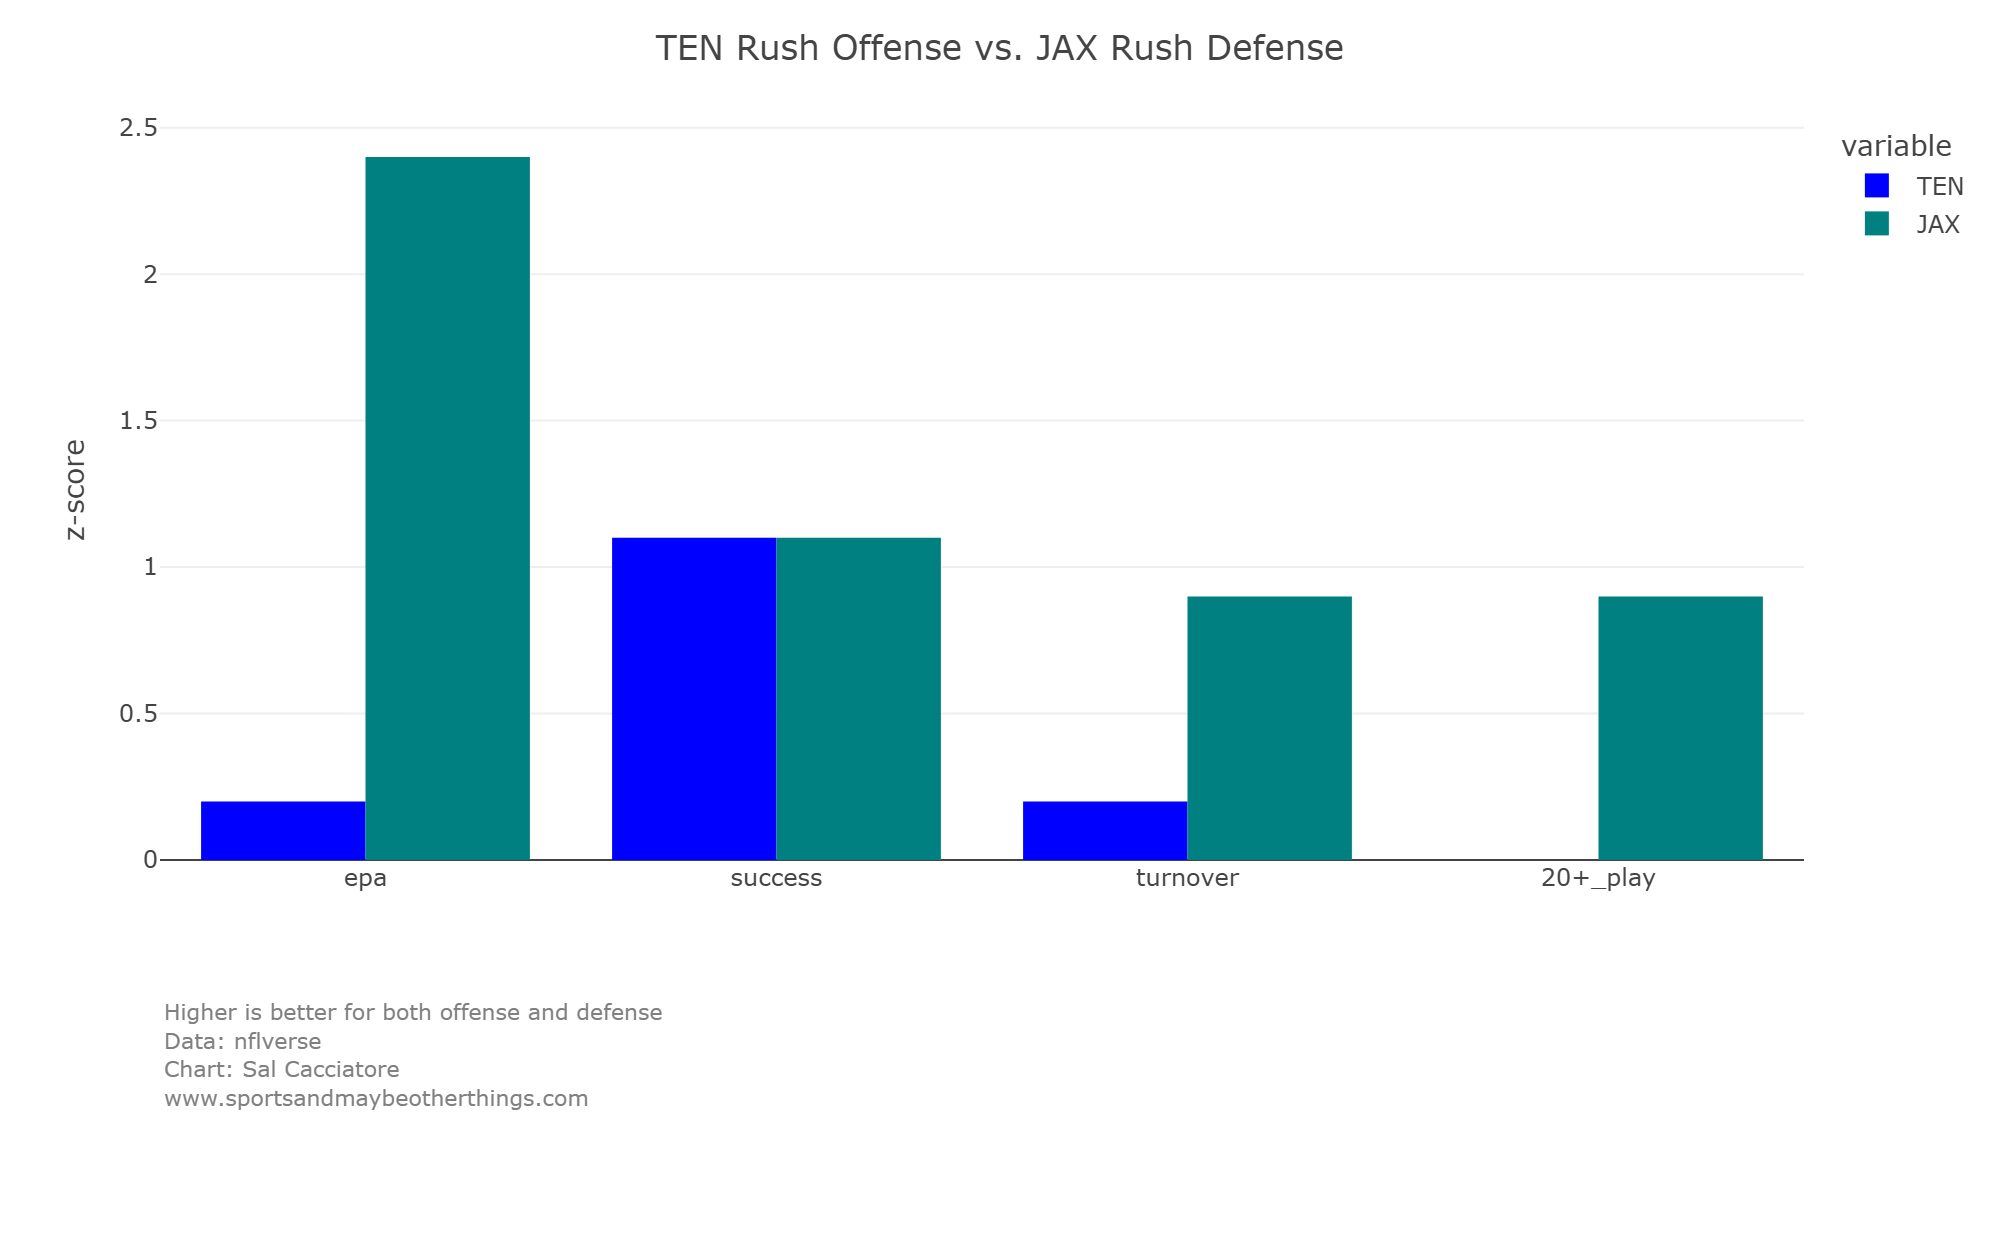 TEN Rush Offense vs. JAX Rush Defense
2.5
2
1.5
1
0.5
0
z-score
epa
success
turnover
20+_play
variable
TEN
JAX
Higher is better for both offense and defense
Data: nflverse
Chart: Sal Cacciatore
www.sportsandmaybeotherthings.com